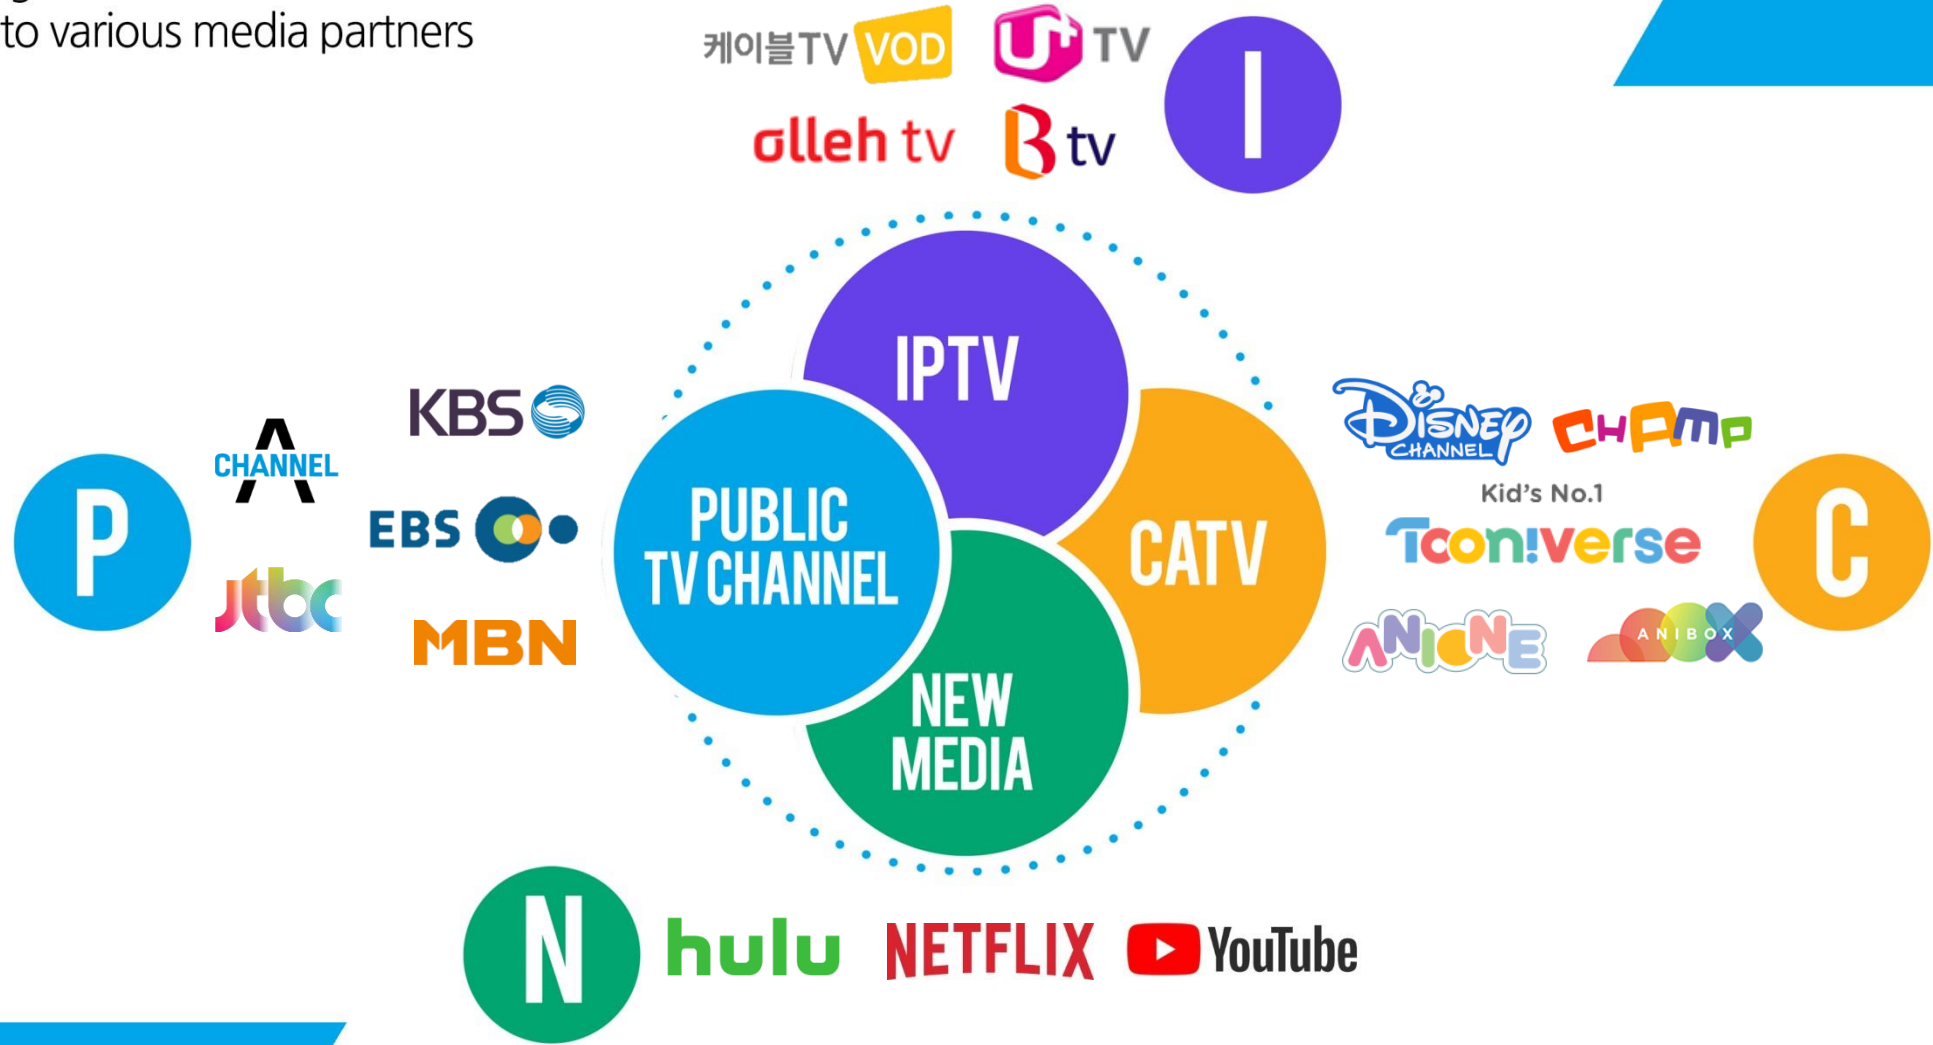 to various media partners
케이블TV VOD
U+ TV
I
olleh tv
B tv
IPTV
KBS
CHANNEL A
P
EBS
jtbc
MBN
PUBLIC
TV CHANNEL
CATV
DISNEY
CHANNEL
CHAMP
Kid's No.1
Tooniverse
C
ANIONE
ANIBOX
NEW
MEDIA
N
hulu
NETFLIX
YouTube